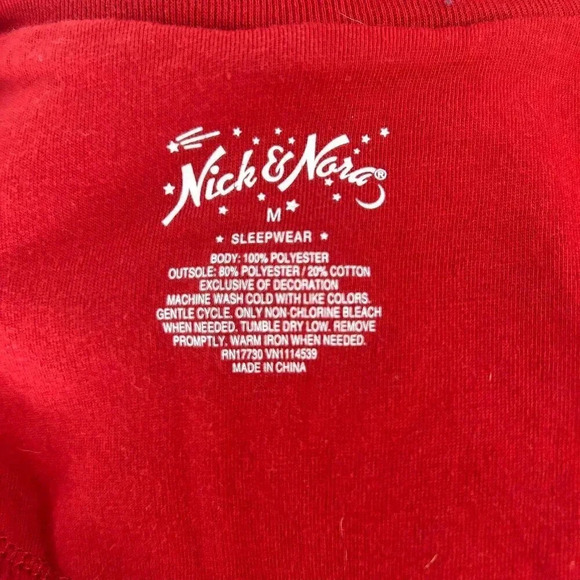 Nick & Nora®
M
★ SLEEPWEAR ★
BODY: 100% POLYESTER
OUTSOLE: 80% POLYESTER / 20% COTTON
EXCLUSIVE OF DECORATION
MACHINE WASH COLD WITH LIKE COLORS.
GENTLE CYCLE. ONLY NON-CHLORINE BLEACH
WHEN NEEDED. TUMBLE DRY LOW. REMOVE
PROMPTLY. WARM IRON WHEN NEEDED.
RN17730 VN1114539
MADE IN CHINA